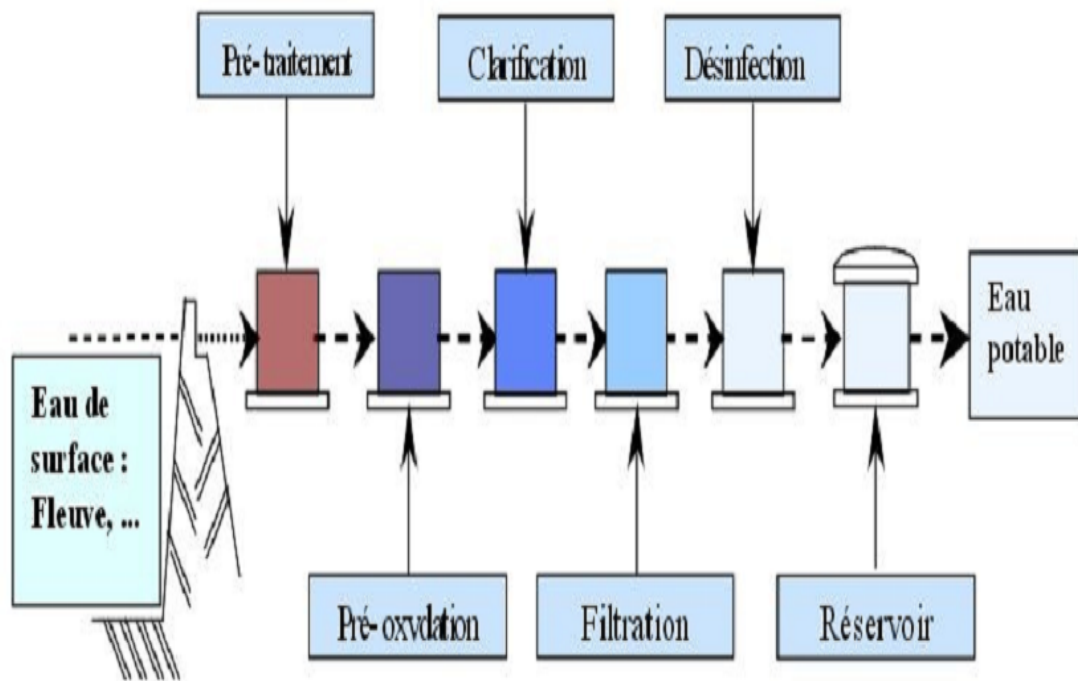 Pré-traitement
Clarification
Désinfection
Eau de
surface :
Fleuve, ...
Eau
potable
Pré-oxydation
Filtration
Réservoir